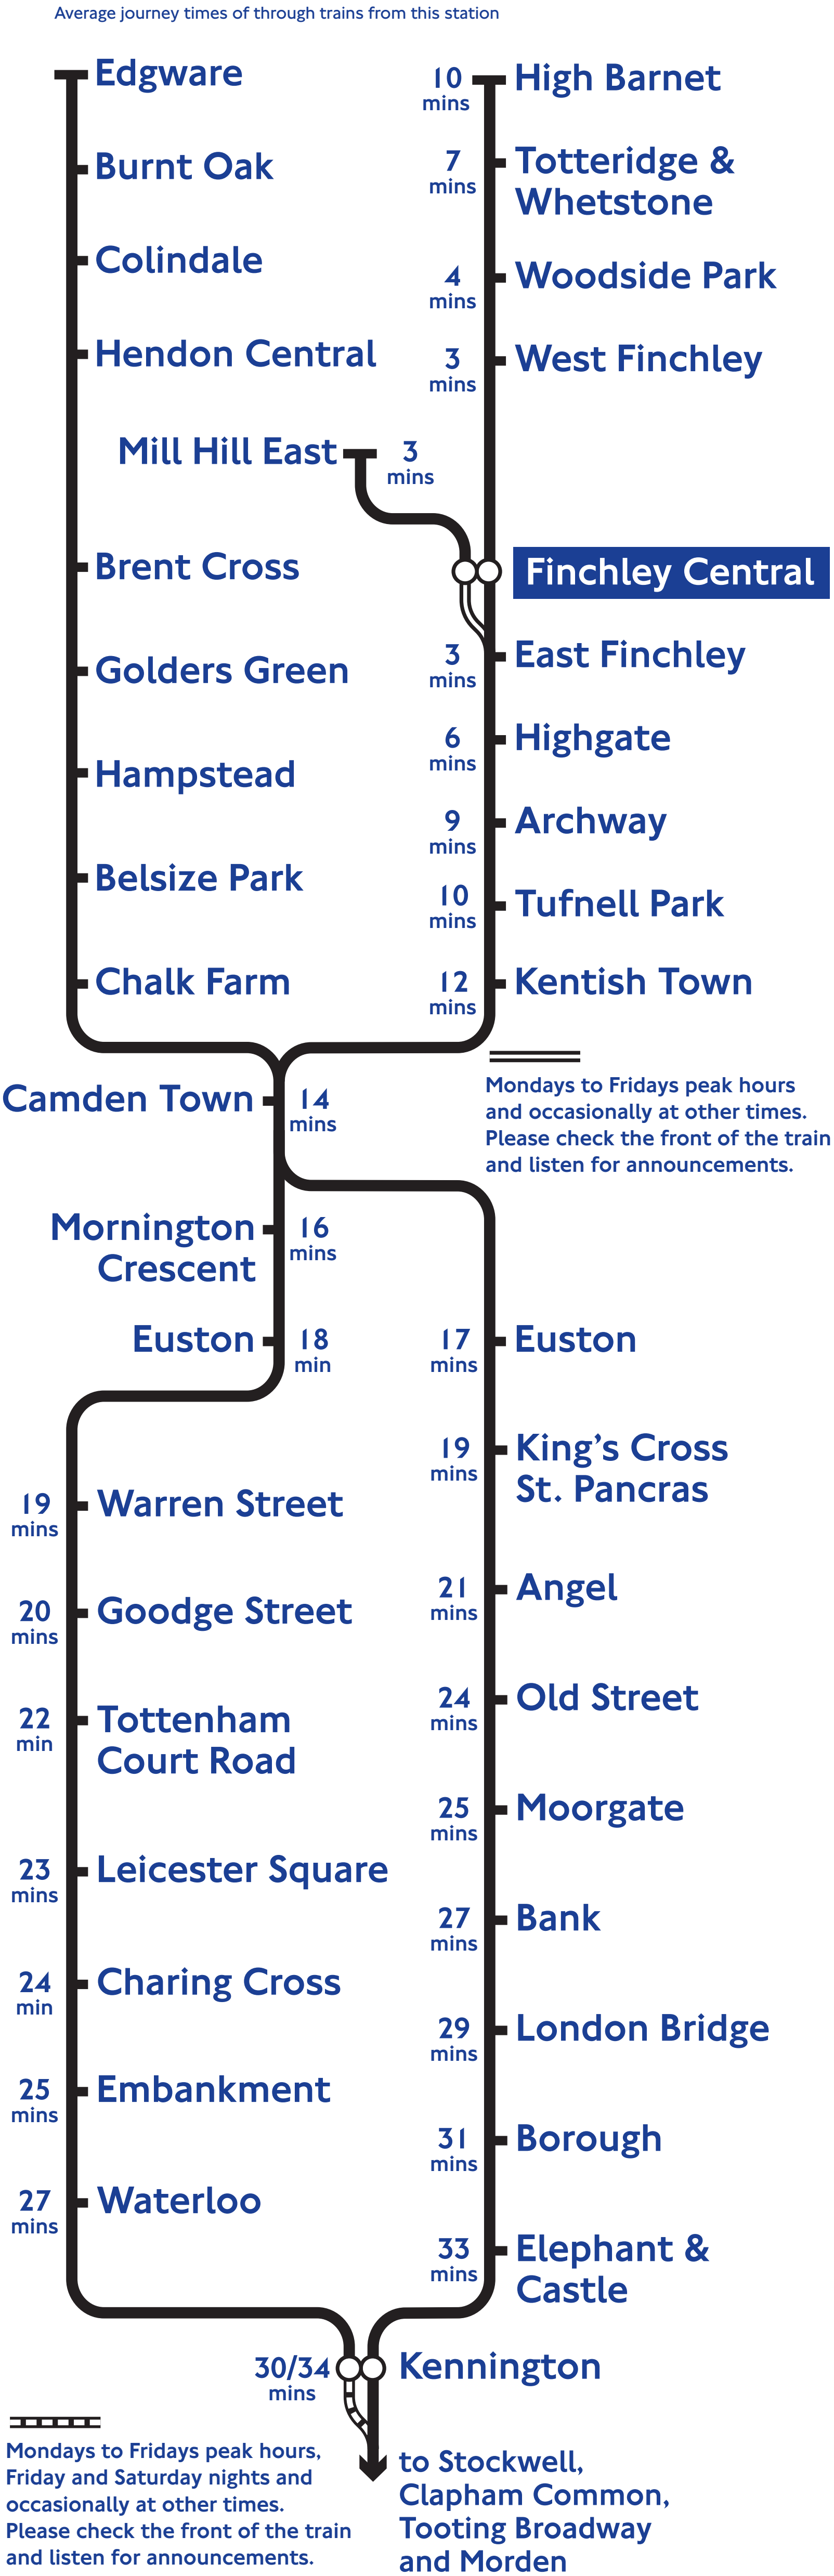 Average journey times of through trains from this station
Edgware
Burnt Oak
Colindale
Hendon Central
Mill Hill East
3
mins
Brent Cross
Golders Green
Hampstead
Belsize Park
Chalk Farm
10
mins
High Barnet
7
mins
Totteridge &
Whetstone
4
mins
Woodside Park
3
mins
West Finchley
Finchley Central
3
mins
East Finchley
6
mins
Highgate
9
mins
Archway
10
mins
Tufnell Park
12
mins
Kentish Town
Mondays to Fridays peak hours
and occasionally at other times.
Please check the front of the train
and listen for announcements.
Camden Town
14
mins
Mornington
Crescent
16
mins
Euston
18
min
19
mins
Warren Street
20
mins
Goodge Street
22
min
Tottenham
Court Road
23
mins
Leicester Square
24
min
Charing Cross
25
mins
Embankment
27
mins
Waterloo
17
mins
Euston
19
mins
King's Cross
St. Pancras
21
mins
Angel
24
mins
Old Street
25
mins
Moorgate
27
mins
Bank
29
mins
London Bridge
31
mins
Borough
33
mins
Elephant &
Castle
30/34
mins
Kennington
Mondays to Fridays peak hours,
Friday and Saturday nights and
occasionally at other times.
Please check the front of the train
and listen for announcements.
to Stockwell,
Clapham Common,
Tooting Broadway
and Morden